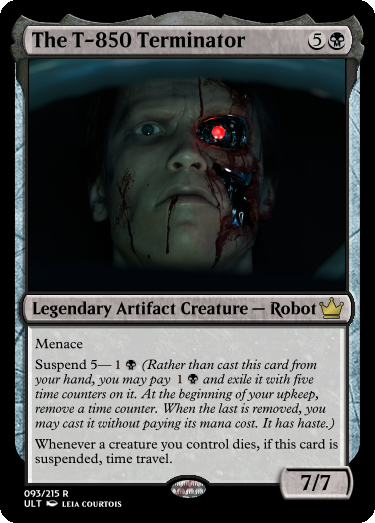 The T-850 Terminator 5
Legendary Artifact Creature — Robot
Menace
Suspend 5— 1 (Rather than cast this card from
your hand, you may pay 1 and exile it with five
time counters on it. At the beginning of your upkeep,
remove a time counter. When the last is removed, you
may cast it without paying its mana cost. It has haste.)
Whenever a creature you control dies, if this card is
suspended, time travel.
7/7
093/215 R
ULT LEIA COURTOIS